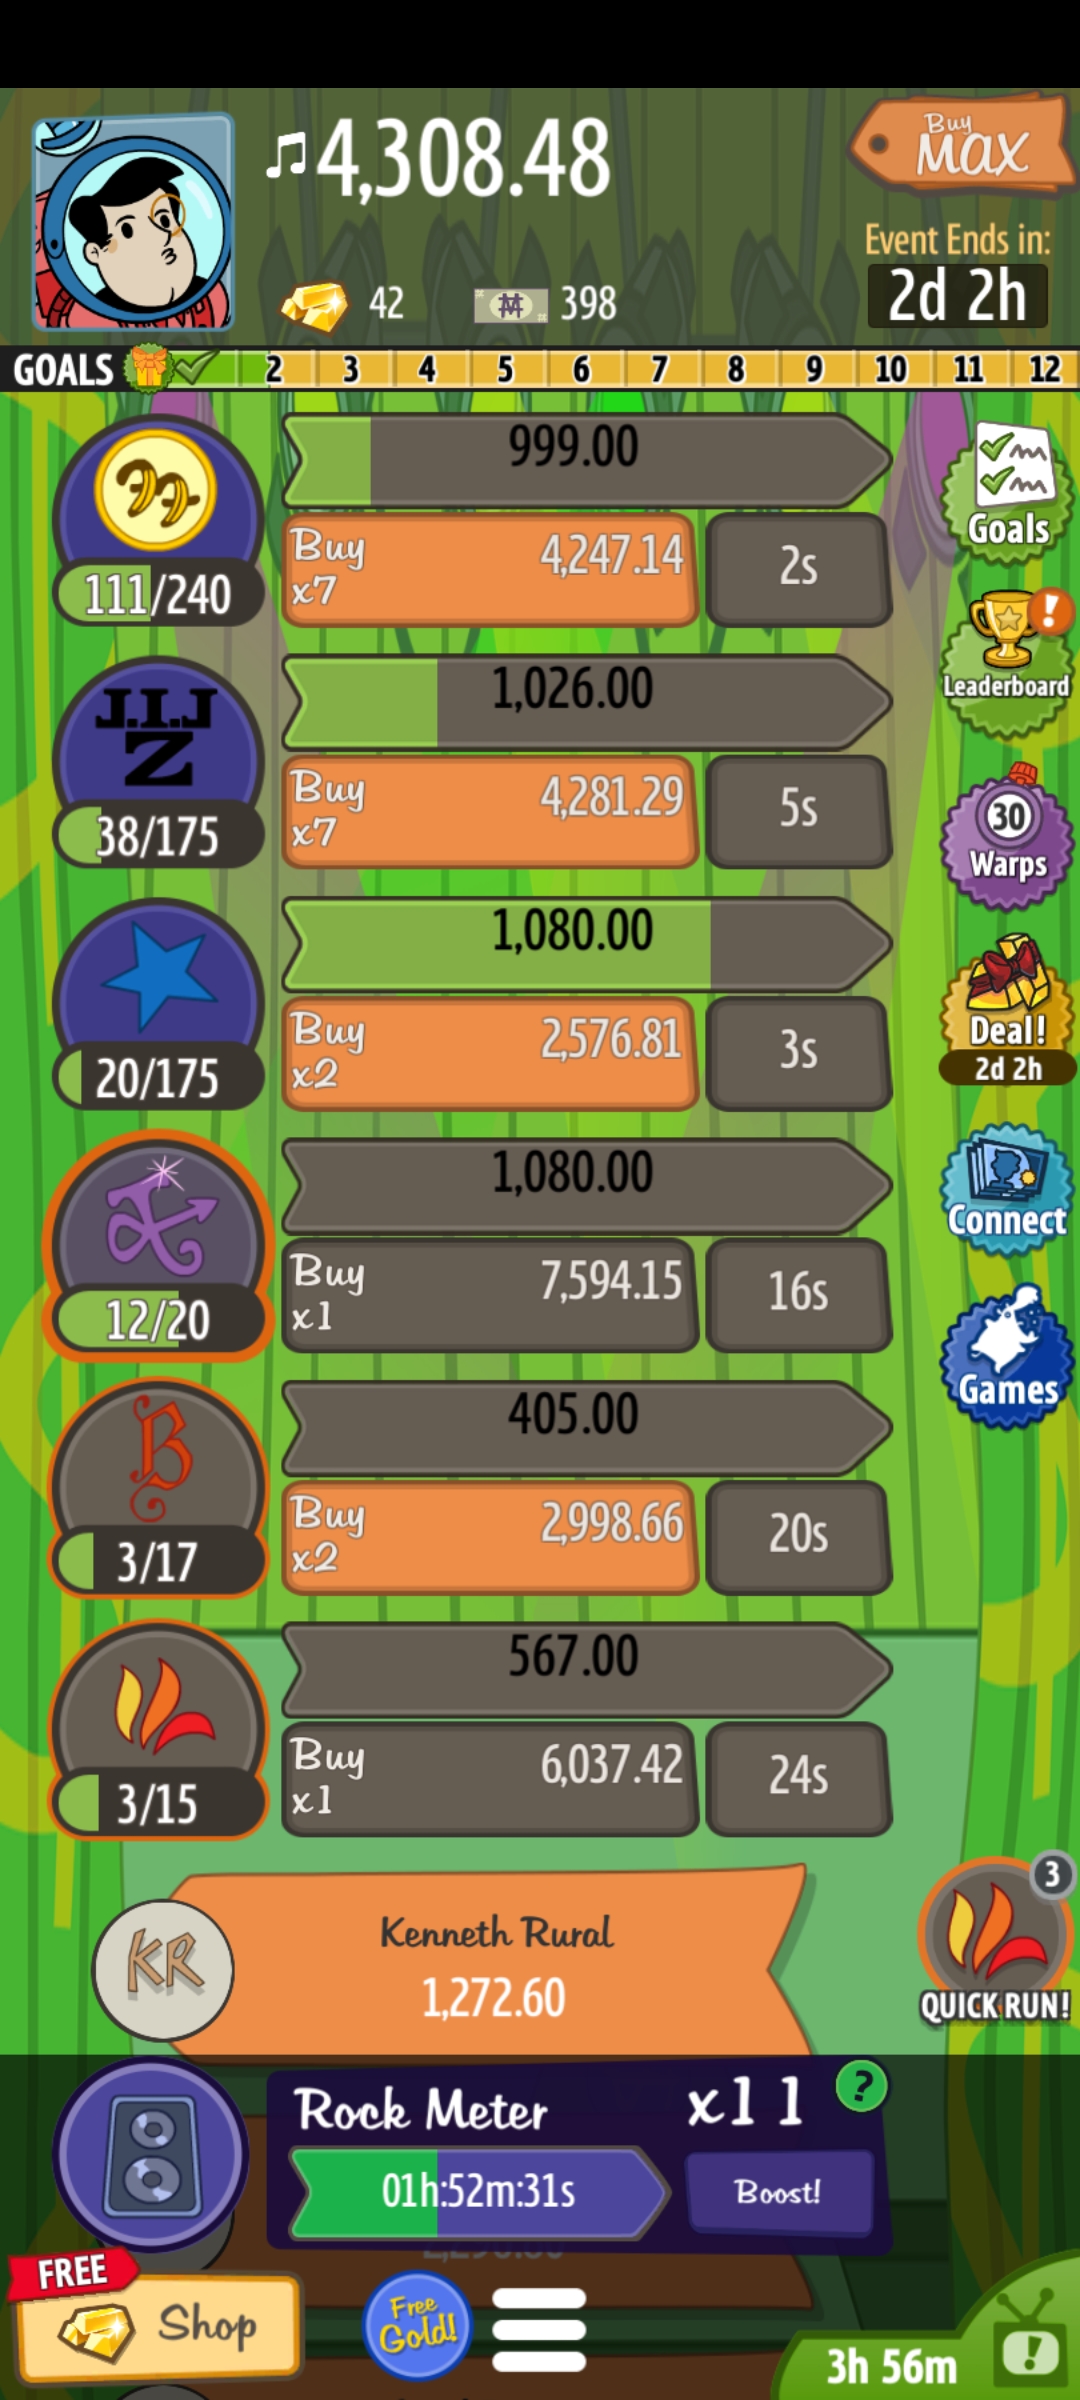 4,308.48
Buy
MAX
Event Ends in:
2d 2h
42
398
GOALS 2 3 4 5 6 7 8 9 10 11 12
999.00
111/240
Buy
x7
4,247.14
2s
Goals
J.I.J
Z
1,026.00
38/175
Buy
x7
4,281.29
5s
!
Leaderboard
1,080.00
20/175
Buy
x2
2,576.81
3s
30
Warps
Deal!
2d 2h
1,080.00
12/20
Buy
x1
7,594.15
16s
Connect
B
405.00
3/17
Buy
x2
2,998.66
20s
Games
567.00
3/15
Buy
x1
6,037.42
24s
KR
Kenneth Rural
1,272.60
3
QUICK RUN!
Rock Meter
x11
?
01h:52m:31s
Boost!
FREE
Shop
Free
Gold!
3h 56m
!